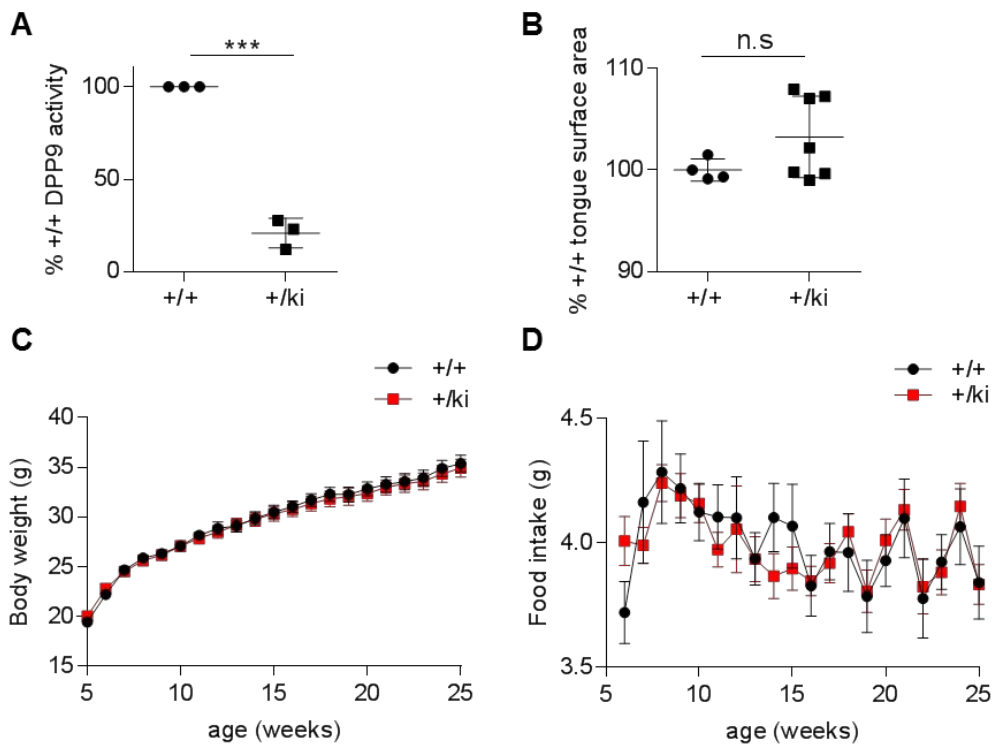 A
***
% +/+ DPP9 activity
100
50
0
+/+
+/ki
B
n.s
% +/+ tongue surface area
110
100
90
+/+
+/ki
C
+/+
+/ki
Body weight (g)
40
35
30
25
20
15
5
10
15
20
25
age (weeks)
D
+/+
+/ki
Food intake (g)
4.5
4.0
3.5
5
10
15
20
25
age (weeks)